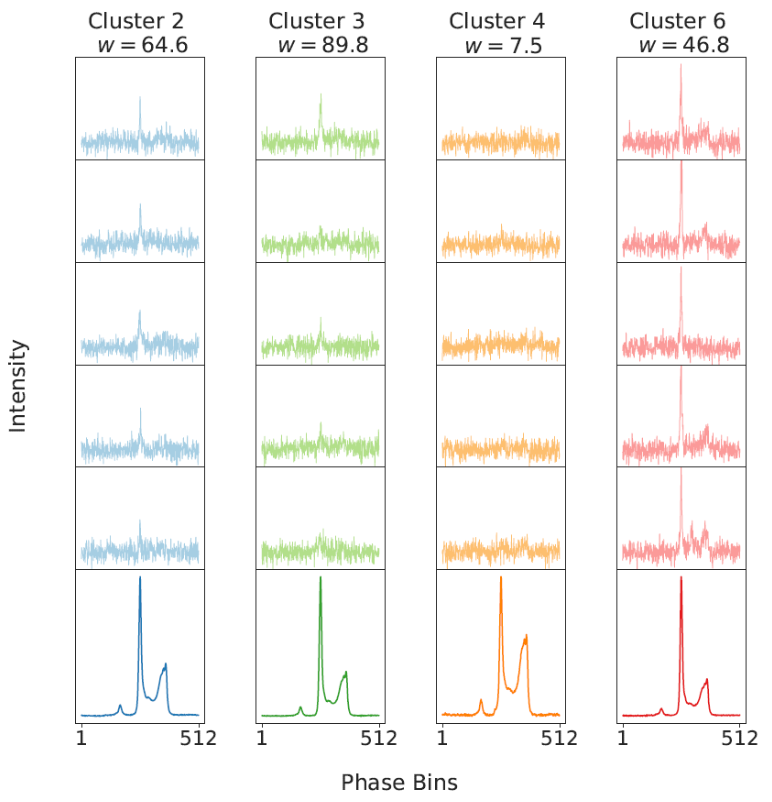 Cluster 2
w = 64.6
Cluster 3
w = 89.8
Cluster 4
w = 7.5
Cluster 6
w = 46.8
Intensity
1
512
1
512
1
512
1
512
Phase Bins